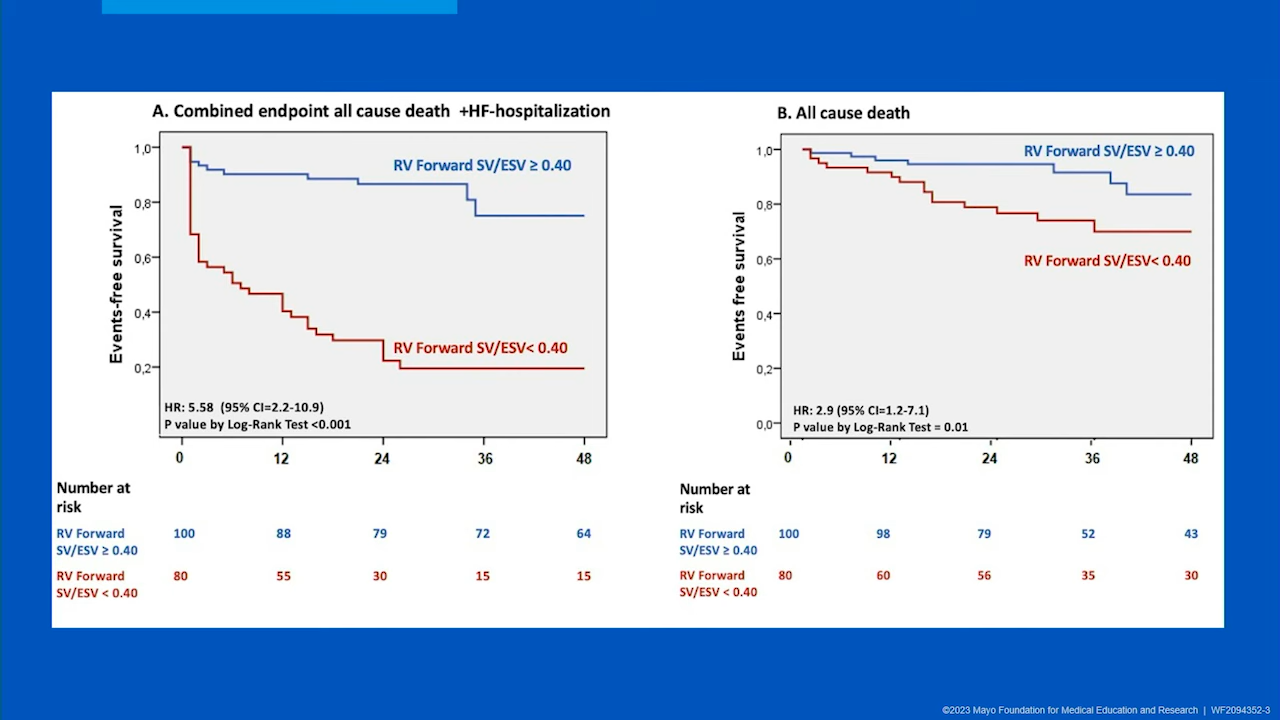 A. Combined endpoint all cause death +HF-hospitalization
Events-free survival
1,0
0,8
0,6
0,4
0,2
RV Forward SV/ESV ≥ 0.40
RV Forward SV/ESV< 0.40
HR: 5.58 (95% CI=2.2-10.9)
P value by Log-Rank Test <0.001
0 12 24 36 48
Number at
risk
RV Forward
SV/ESV ≥ 0.40
100 88 79 72 64
RV Forward
SV/ESV < 0.40
80 55 30 15 15
B. All cause death
Events free survival
1,0
0,8
0,6
0,4
0,2
0,0
RV Forward SV/ESV ≥ 0.40
RV Forward SV/ESV< 0.40
HR: 2.9 (95% CI=1.2-7.1)
P value by Log-Rank Test = 0.01
0 12 24 36 48
Number at
risk
RV Forward
SV/ESV ≥ 0.40
100 98 79 52 43
RV Forward
SV/ESV < 0.40
80 60 56 35 30
©2023 Mayo Foundation for Medical Education and Research | WF2094352-3